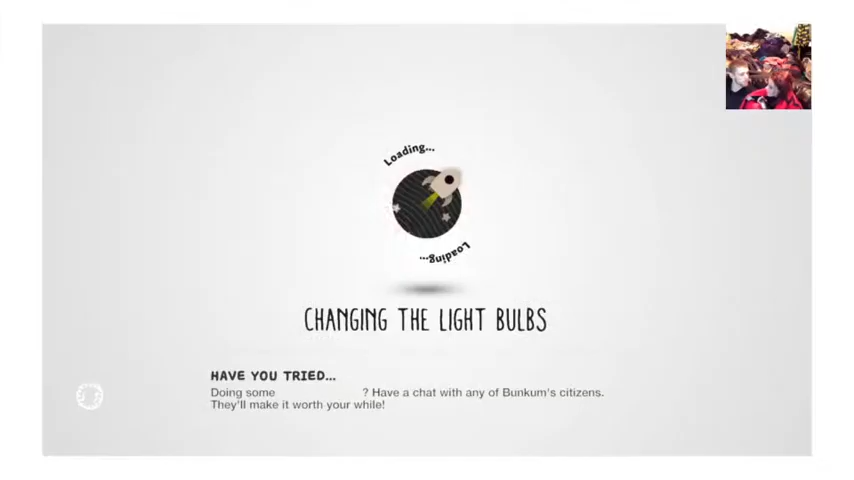 Loading...
Loading...
CHANGING THE LIGHT BULBS
HAVE YOU TRIED...
Doing some ? Have a chat with any of Bunkum's citizens.
They'll make it worth your while!